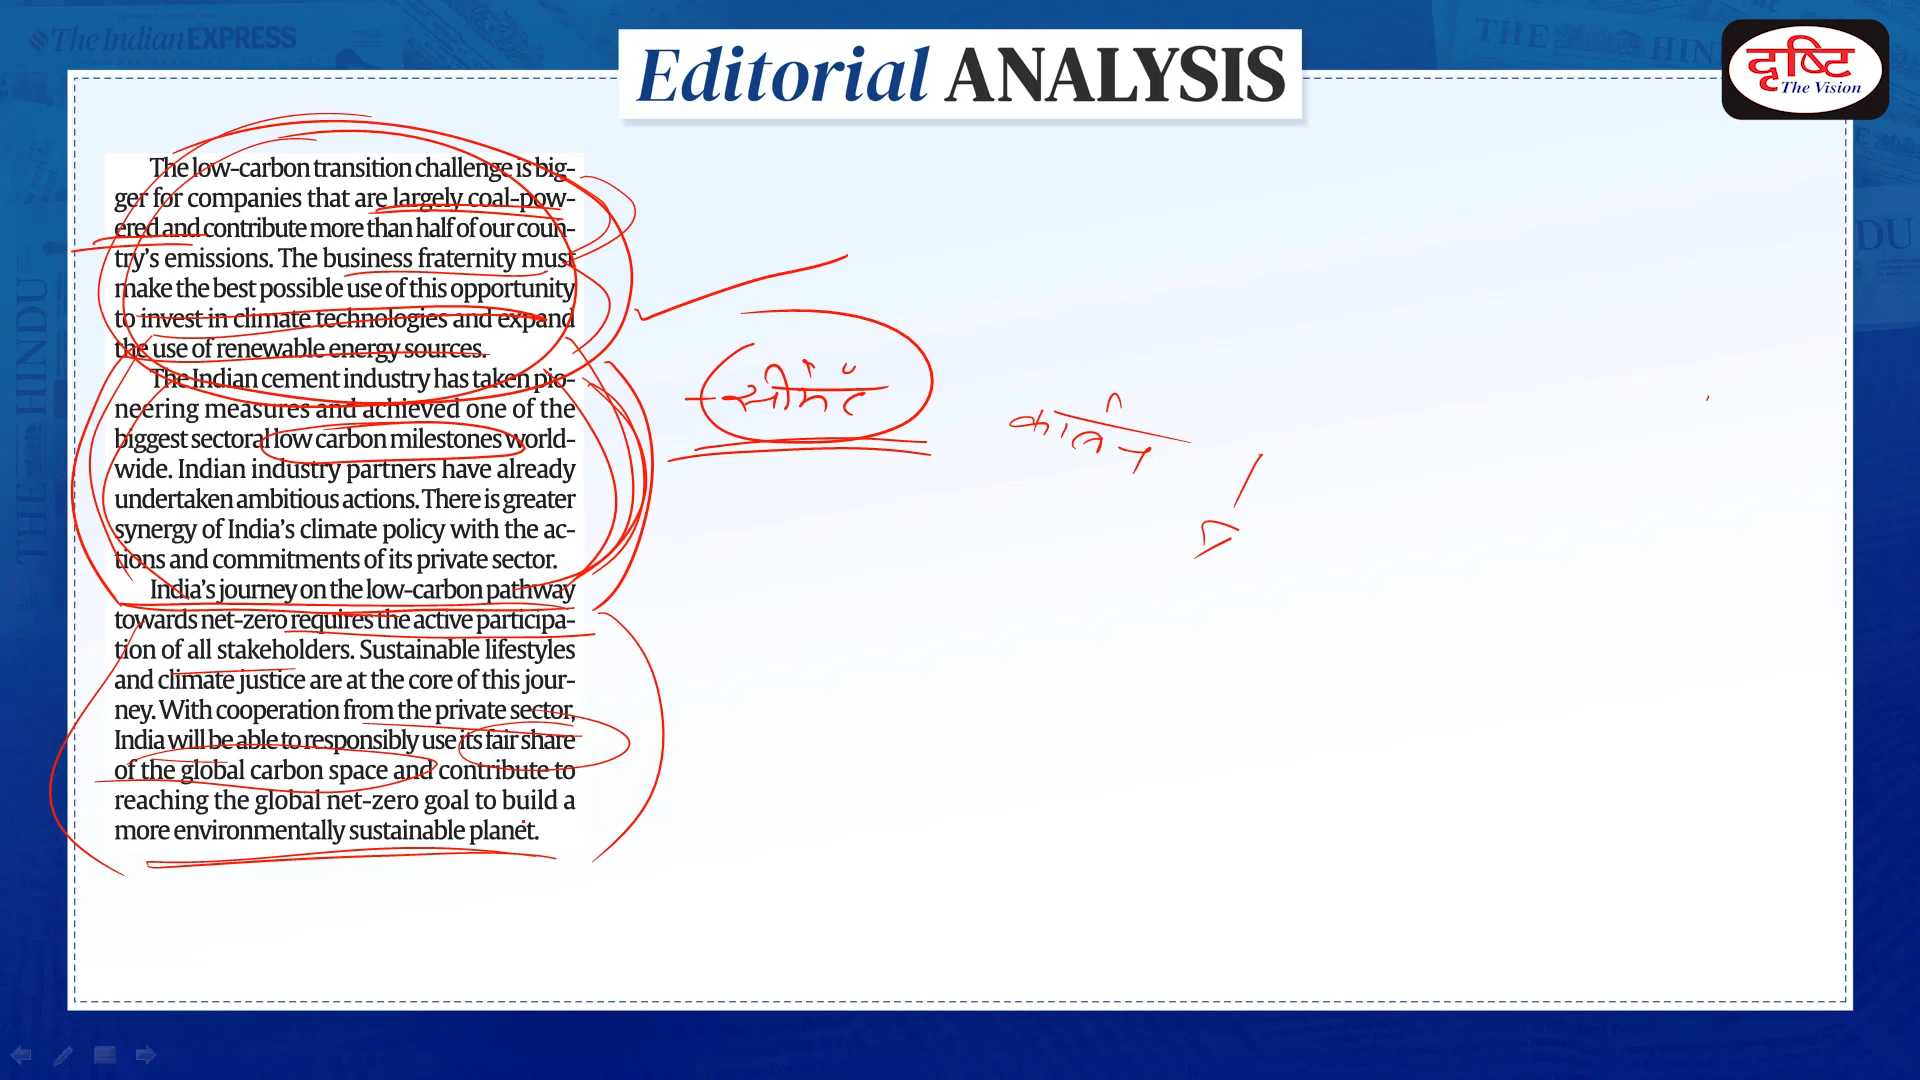 The Indian EXPRESS
THE HINDU
Editorial ANALYSIS
दृष्टि
The Vision
The low-carbon transition challenge is big-
ger for companies that are largely coal-pow-
ered and contribute more than half of our coun-
try's emissions. The business fraternity must
make the best possible use of this opportunity
to invest in climate technologies and expand
the use of renewable energy sources.
The Indian cement industry has taken pio-
neering measures and achieved one of the
biggest sectoral low carbon milestones world-
wide. Indian industry partners have already
undertaken ambitious actions. There is greater
synergy of India's climate policy with the ac-
tions and commitments of its private sector.
India's journey on the low-carbon pathway
towards net-zero requires the active participa-
tion of all stakeholders. Sustainable lifestyles
and climate justice are at the core of this jour-
ney. With cooperation from the private sector,
India will be able to responsibly use its fair share
of the global carbon space and contribute to
reaching the global net-zero goal to build a
more environmentally sustainable planet.
सीमेंट